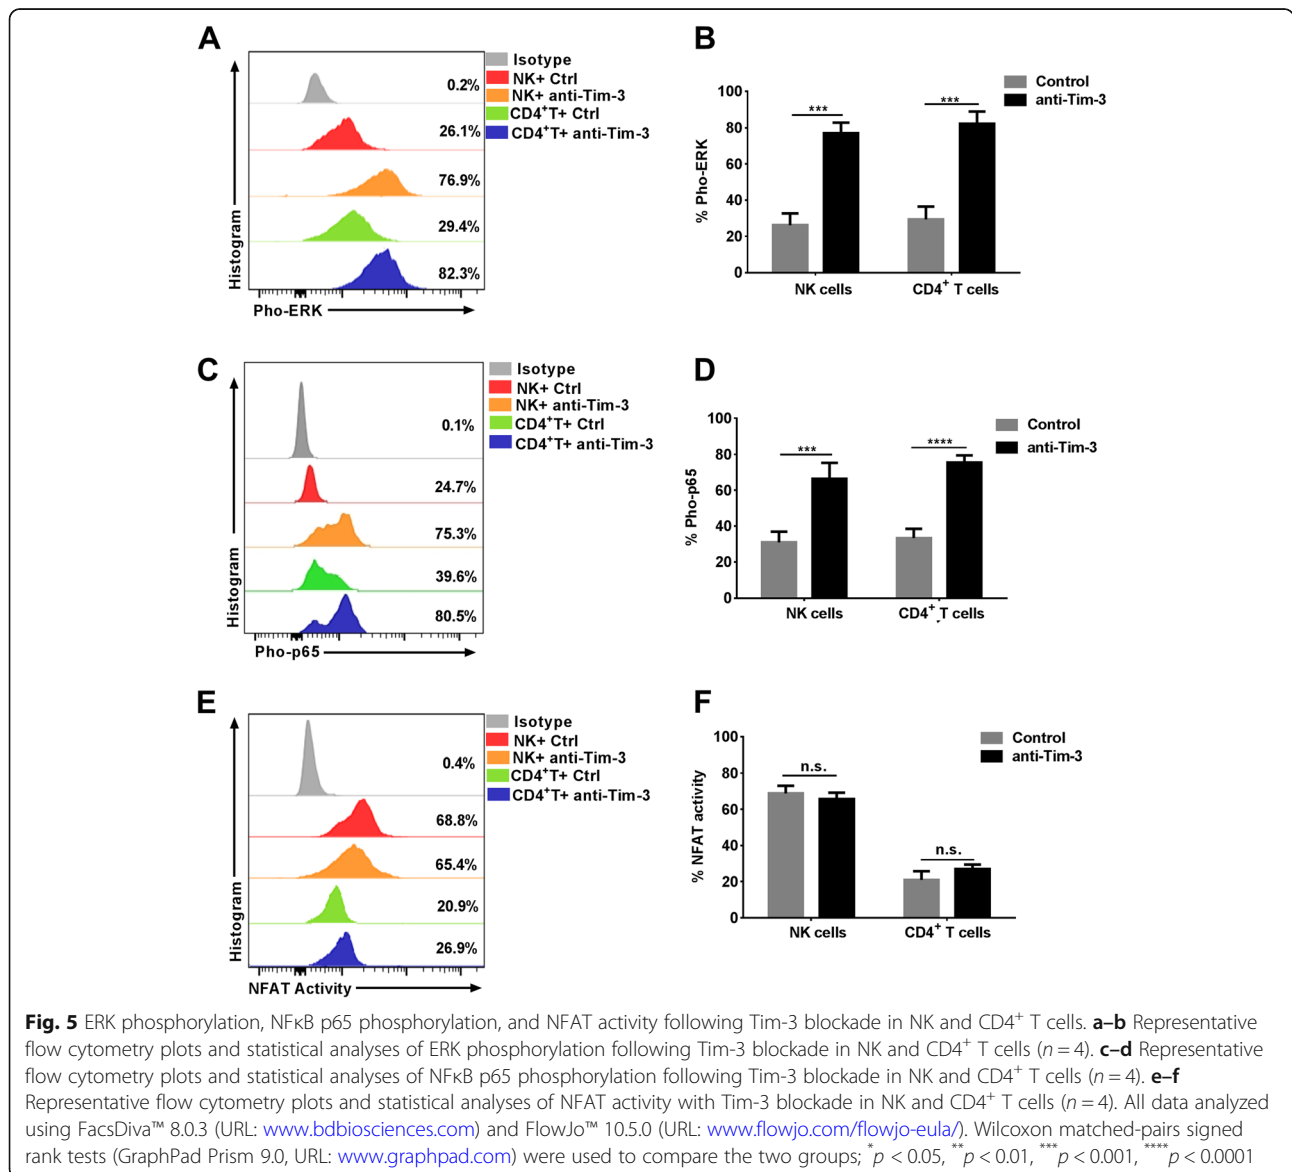 A
Isotype
NK+ Ctrl
NK+ anti-Tim-3
CD4⁺T+ Ctrl
CD4⁺T+ anti-Tim-3
0.2%
26.1%
76.9%
29.4%
82.3%
Histogram
Pho-ERK
B
Control
anti-Tim-3
% Pho-ERK
100
80
60
40
20
0
***
***
NK cells
CD4⁺ T cells
C
Isotype
NK+ Ctrl
NK+ anti-Tim-3
CD4⁺T+ Ctrl
CD4⁺T+ anti-Tim-3
0.1%
24.7%
75.3%
39.6%
80.5%
Histogram
Pho-p65
D
Control
anti-Tim-3
% Pho-p65
100
80
60
40
20
0
***
****
NK cells
CD4⁺ T cells
E
Isotype
NK+ Ctrl
NK+ anti-Tim-3
CD4⁺T+ Ctrl
CD4⁺T+ anti-Tim-3
0.4%
68.8%
65.4%
20.9%
26.9%
Histogram
NFAT Activity
F
Control
anti-Tim-3
% NFAT activity
100
80
60
40
20
0
n.s.
n.s.
NK cells
CD4⁺ T cells
Fig. 5 ERK phosphorylation, NFκB p65 phosphorylation, and NFAT activity following Tim-3 blockade in NK and CD4⁺ T cells. a–b Representative
flow cytometry plots and statistical analyses of ERK phosphorylation following Tim-3 blockade in NK and CD4⁺ T cells (n = 4). c–d Representative
flow cytometry plots and statistical analyses of NFκB p65 phosphorylation following Tim-3 blockade in NK and CD4⁺ T cells (n = 4). e–f
Representative flow cytometry plots and statistical analyses of NFAT activity with Tim-3 blockade in NK and CD4⁺ T cells (n = 4). All data analyzed
using FacsDiva™ 8.0.3 (URL: www.bdbiosciences.com) and FlowJo™ 10.5.0 (URL: www.flowjo.com/flowjo-eula/). Wilcoxon matched-pairs signed
rank tests (GraphPad Prism 9.0, URL: www.graphpad.com) were used to compare the two groups; *p < 0.05, **p < 0.01, ***p < 0.001, ****p < 0.0001